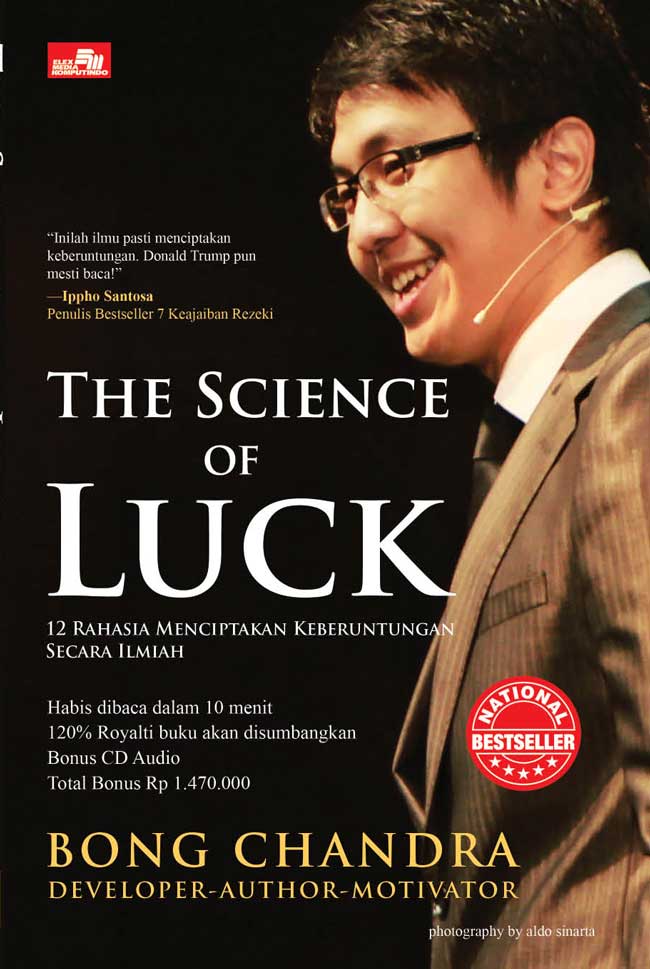 ELEX
MEDIA
KOMPUTINDO
“Inilah ilmu pasti menciptakan
keberuntungan. Donald Trump pun
mesti baca!”
—Ippho Santosa
Penulis Bestseller 7 Keajaiban Rezeki
THE SCIENCE
OF
LUCK
12 RAHASIA MENCIPTAKAN KEBERUNTUNGAN
SECARA ILMIAH
Habis dibaca dalam 10 menit
120% Royalti buku akan disumbangkan
Bonus CD Audio
Total Bonus Rp 1.470.000
NATIONAL
BESTSELLER
BONG CHANDRA
DEVELOPER-AUTHOR-MOTIVATOR
photography by aldo sinarta